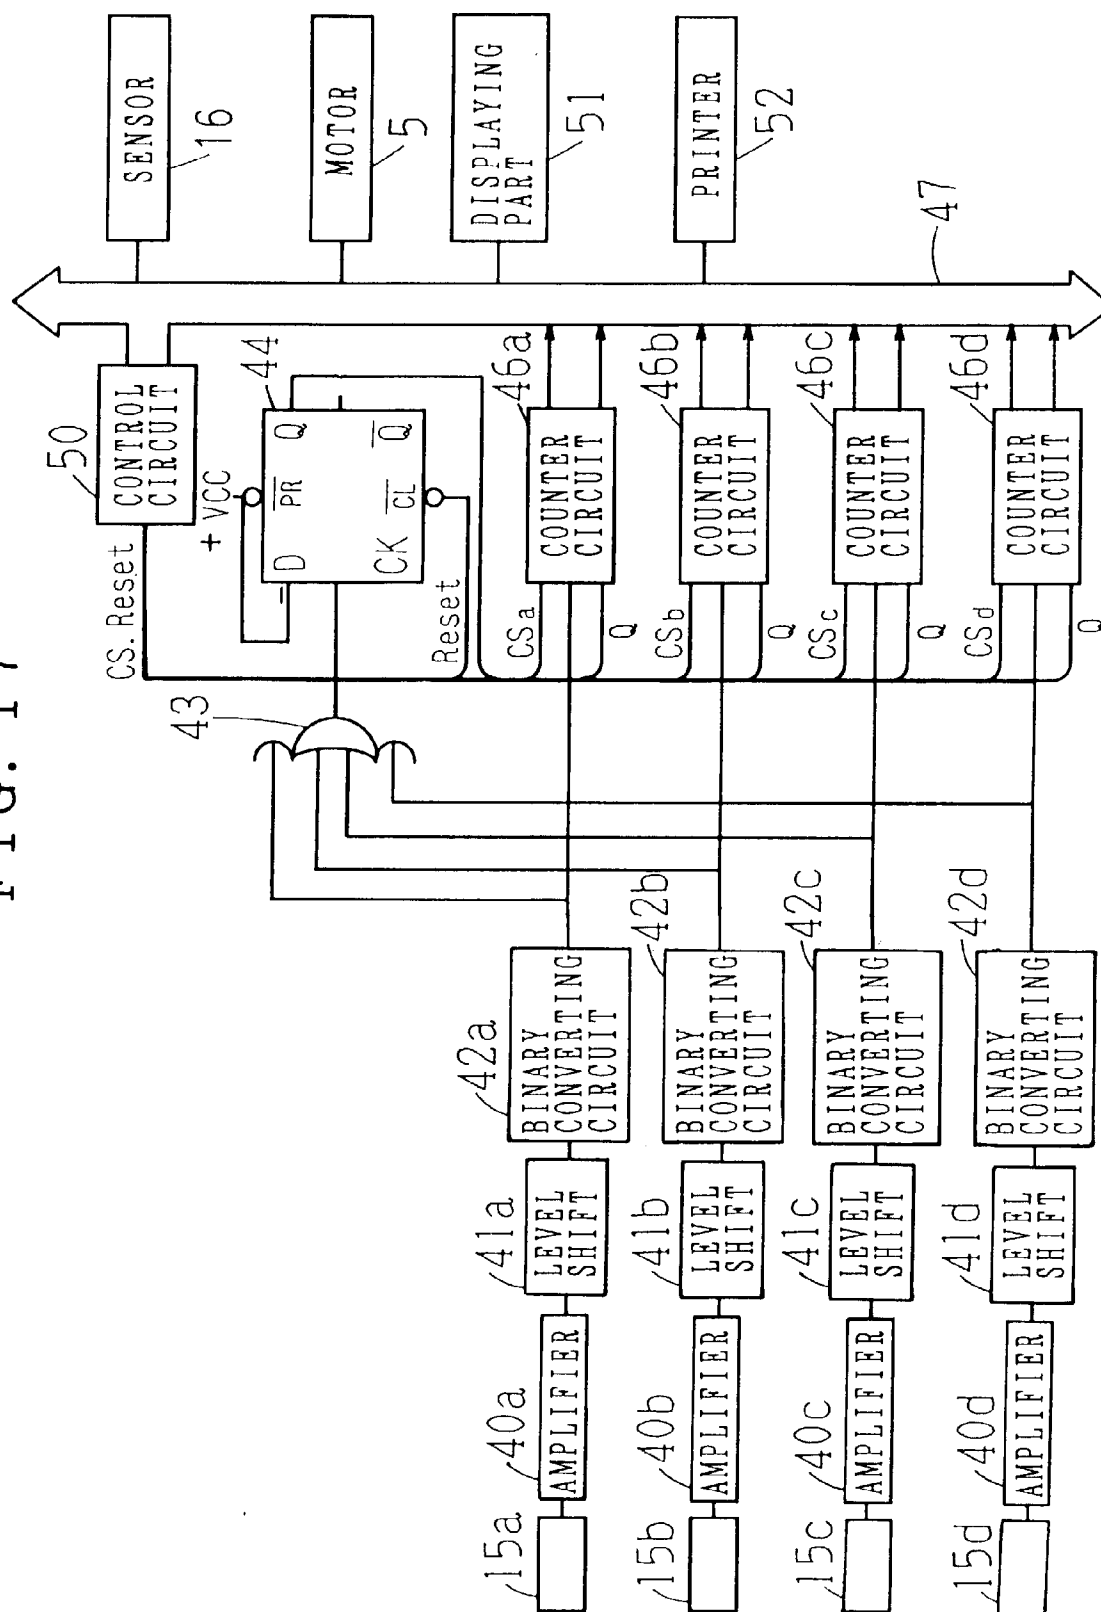 FIG. 17
15a
40a
AMPLIFIER
41a
LEVEL
SHIFT
42a
BINARY
CONVERTING
CIRCUIT
15b
40b
AMPLIFIER
41b
LEVEL
SHIFT
42b
BINARY
CONVERTING
CIRCUIT
15c
40c
AMPLIFIER
41c
LEVEL
SHIFT
42c
BINARY
CONVERTING
CIRCUIT
15d
40d
AMPLIFIER
41d
LEVEL
SHIFT
42d
BINARY
CONVERTING
CIRCUIT
43
CS.Reset
50
CONTROL
CIRCUIT
+VCC
44
D
PR
Q
CK
CL
Q
Reset
CSa
Q
46a
COUNTER
CIRCUIT
CSb
Q
46b
COUNTER
CIRCUIT
CSc
Q
46c
COUNTER
CIRCUIT
CSd
Q
46d
COUNTER
CIRCUIT
47
SENSOR
16
MOTOR
5
DISPLAYING
PART
51
PRINTER
52